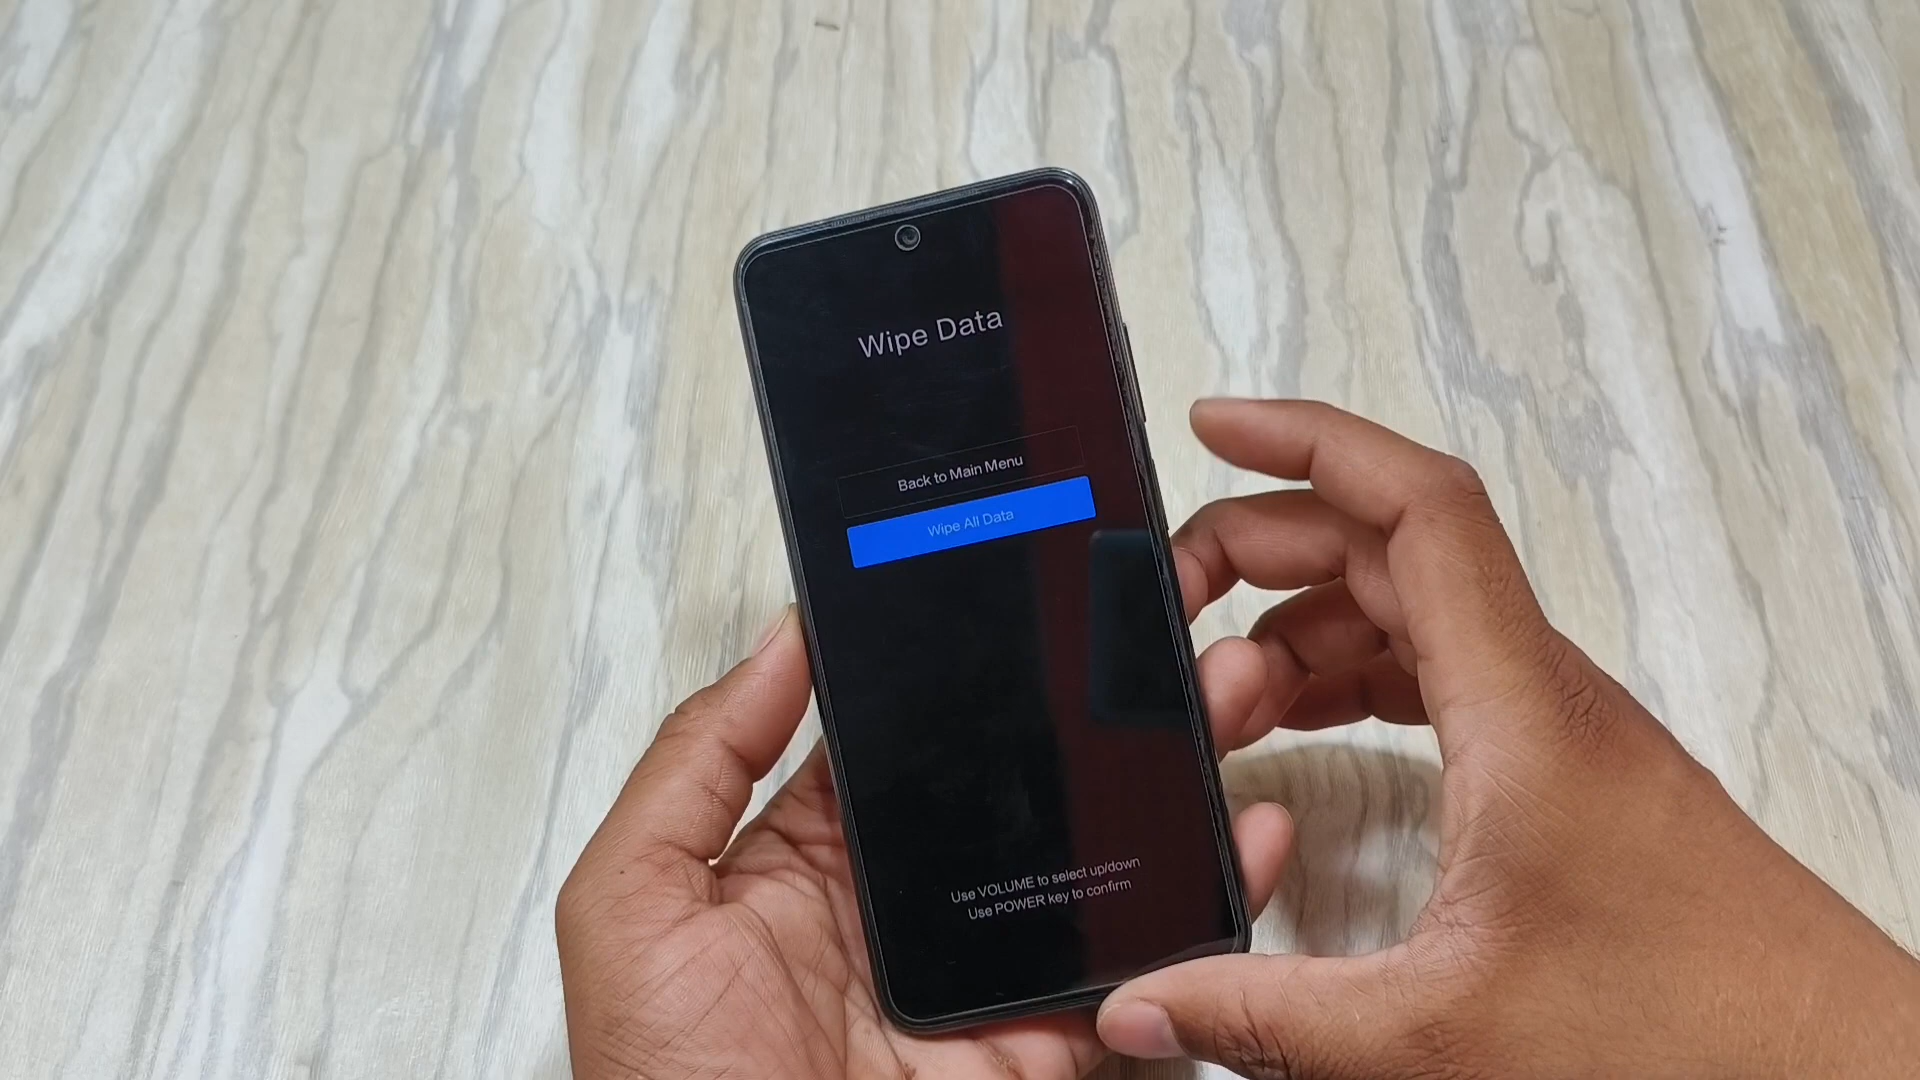 Wipe Data
Back to Main Menu
Wipe All Data
Use VOLUME to select up/down
Use POWER key to confirm